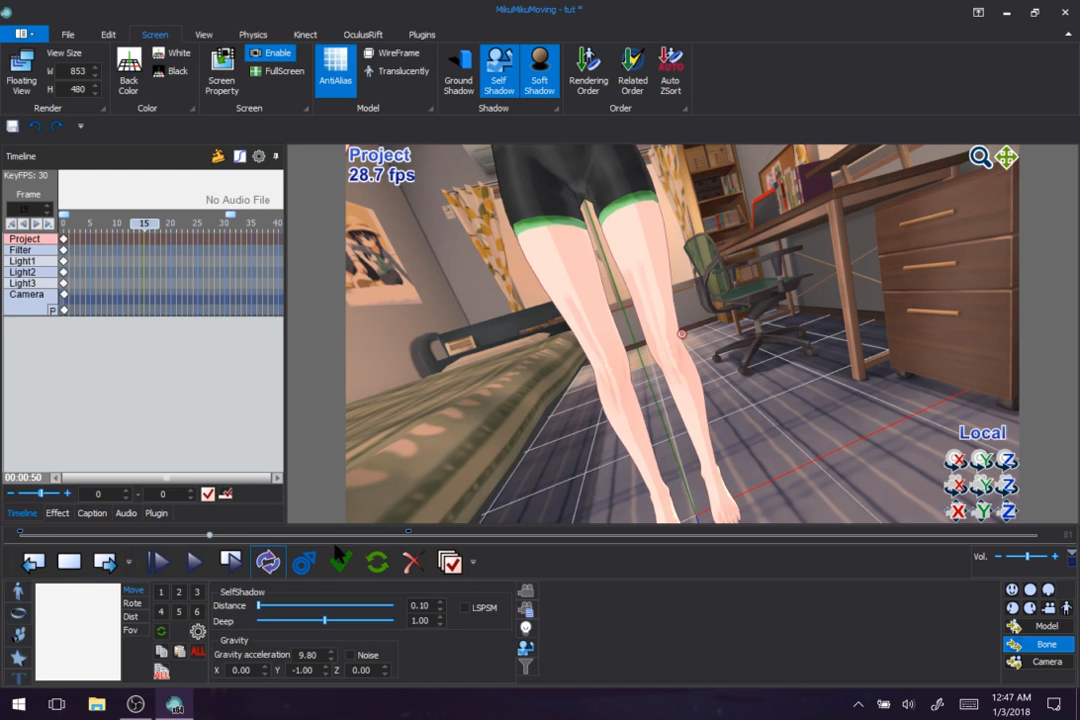 MikuMikuMoving - tut *
File Edit Screen View Physics Kinect OculusRift Plugins
Floating View
View Size
W 853
H 480
Render
Back Color
White
Black
Color
Screen Property
Enable
FullScreen
Screen
AntiAlias
WireFrame
Translucently
Model
Ground Shadow
Self Shadow
Soft Shadow
Shadow
Rendering Order
Related Order
AUTO
Auto ZSort
Order
Timeline
KeyFPS: 30
Frame
15
No Audio File
0 5 10 15 20 25 30 35 40
Project
Filter
Light1
Light2
Light3
Camera
P
00:00:50
0 - 0
Timeline Effect Caption Audio Plugin
Project
28.7 fps
Local
X Y Z
X Y Z
X Y Z
Vol.
Move
Rote
Dist
Fov
1 2 3
4 5 6
ALL
ALL
SelfShadow
Distance 0.10
LSPSM
Deep 1.00
Gravity
Gravity acceleration 9.80
Noise
X 0.00 Y -1.00 Z 0.00
T
Model
Bone
Camera
x64
12:47 AM
1/3/2018